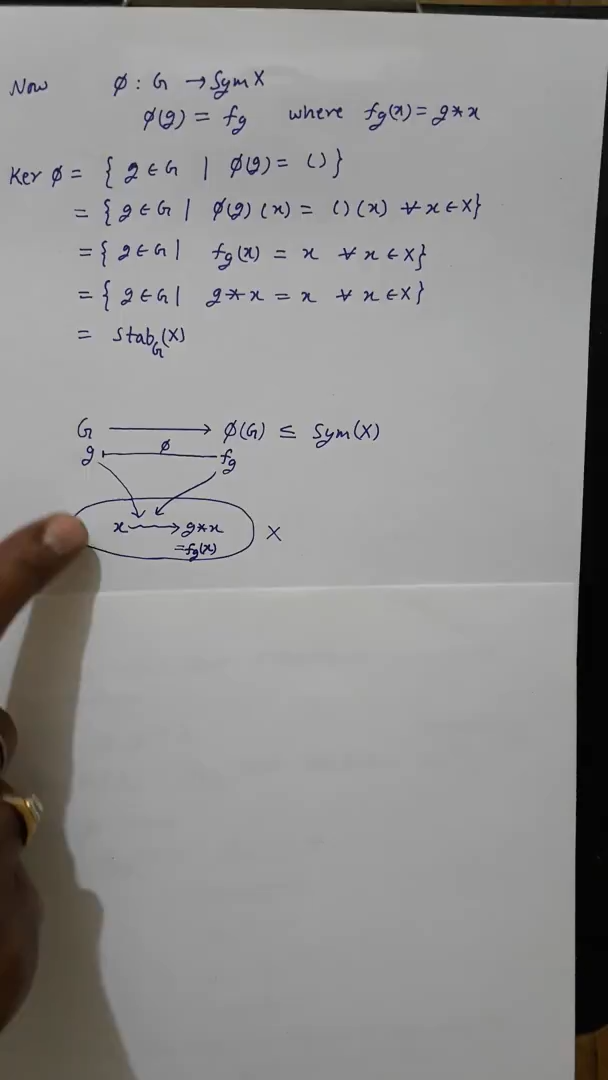 Now φ : G → Sym X
φ(g) = f_g where f_g(x) = g*x
Ker φ = { g ∈ G | φ(g) = () }
= { g ∈ G | φ(g)(x) = ()(x) ∀ x ∈ X}
= { g ∈ G | f_g(x) = x ∀ x ∈ X}
= { g ∈ G | g*x = x ∀ x ∈ X}
= Stab_G(X)
G ⟶ φ(G) ≤ Sym(X)
φ
g f_g
x ⟶ g*x X
= f_g(x)